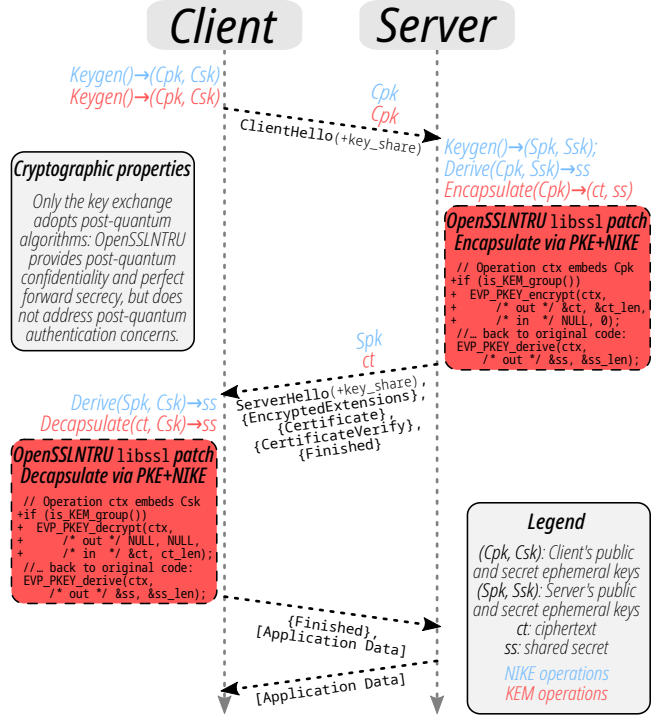 Client
Server
Keygen()→(Cpk, Csk)
Keygen()→(Cpk, Csk)
Cpk
Cpk
ClientHello(+key_share)
Keygen()→(Spk, Ssk);
Derive(Cpk, Ssk)→ss
Encapsulate(Cpk)→(ct, ss)
Cryptographic properties
Only the key exchange
adopts post-quantum
algorithms: OpenSSLNTRU
provides post-quantum
confidentiality and perfect
forward secrecy, but does
not address post-quantum
authentication concerns.
OpenSSLNTRU libssl patch
Encapsulate via PKE+NIKE
// Operation ctx embeds Cpk
+if (is_KEM_group())
+  EVP_PKEY_encrypt(ctx,
+      /* out */ &ct, &ct_len,
+      /* in  */ NULL, 0);
//… back to original code:
EVP_PKEY_derive(ctx,
/* out */ &ss, &ss_len);
Spk
ct
ServerHello(+key_share),
{EncryptedExtensions},
{Certificate},
{CertificateVerify},
{Finished}
Derive(Spk, Csk)→ss
Decapsulate(ct, Csk)→ss
OpenSSLNTRU libssl patch
Decapsulate via PKE+NIKE
// Operation ctx embeds Csk
+if (is_KEM_group())
+  EVP_PKEY_decrypt(ctx,
+      /* out */ NULL, NULL,
+      /* in  */ &ct, ct_len);
//… back to original code:
EVP_PKEY_derive(ctx,
/* out */ &ss, &ss_len);
{Finished},
[Application Data]
[Application Data]
Legend
(Cpk, Csk): Client's public
and secret ephemeral keys
(Spk, Ssk): Server's public
and secret ephemeral keys
ct: ciphertext
ss: shared secret
NIKE operations
KEM operations